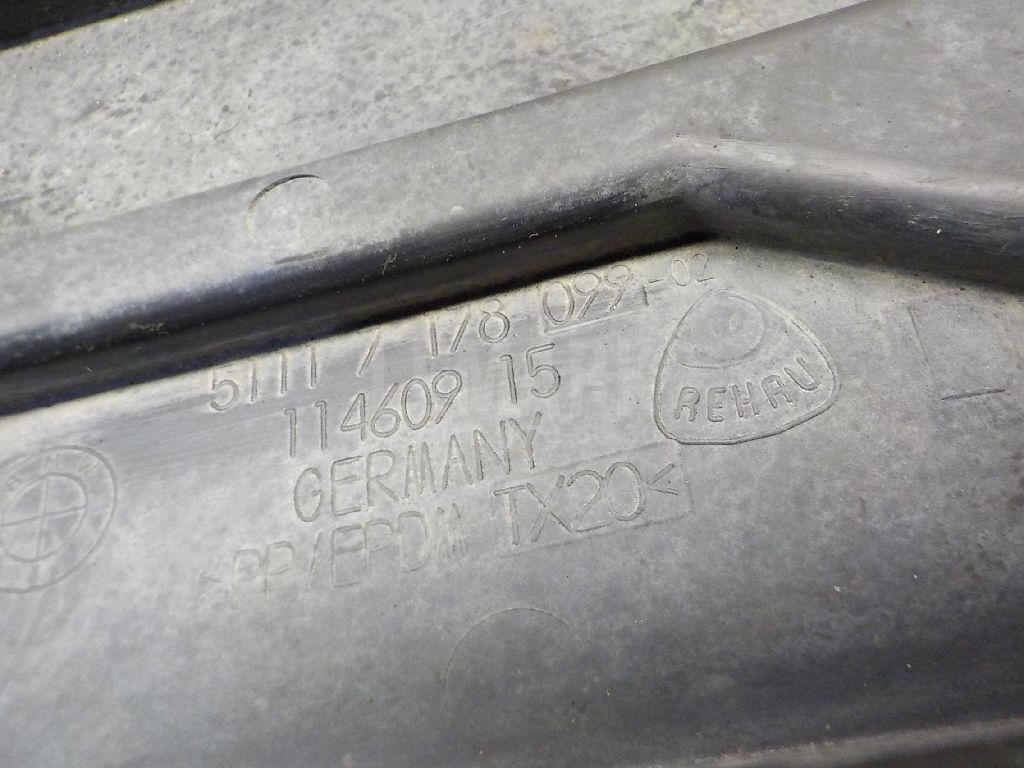 5111 7 178 099-02
114609 15
GERMANY
>PP/EPDM TX20<
REHAU